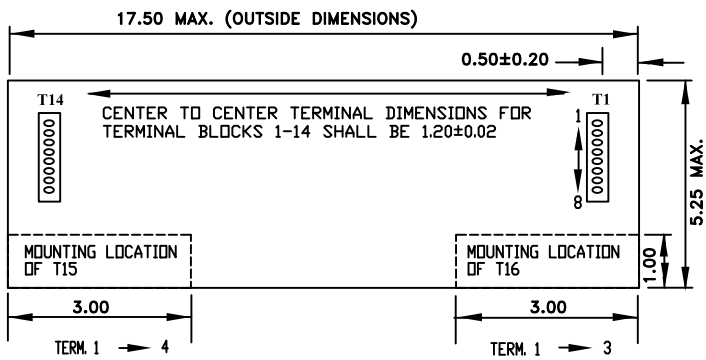 17.50 MAX. (OUTSIDE DIMENSIONS)
0.50±0.20
T14
T1
CENTER TO CENTER TERMINAL DIMENSIONS FOR
TERMINAL BLOCKS 1-14 SHALL BE 1.20±0.02
1
8
5.25 MAX.
MOUNTING LOCATION
OF T15
MOUNTING LOCATION
OF T16
1.00
3.00
3.00
TERM. 1 → 4
TERM. 1 → 3